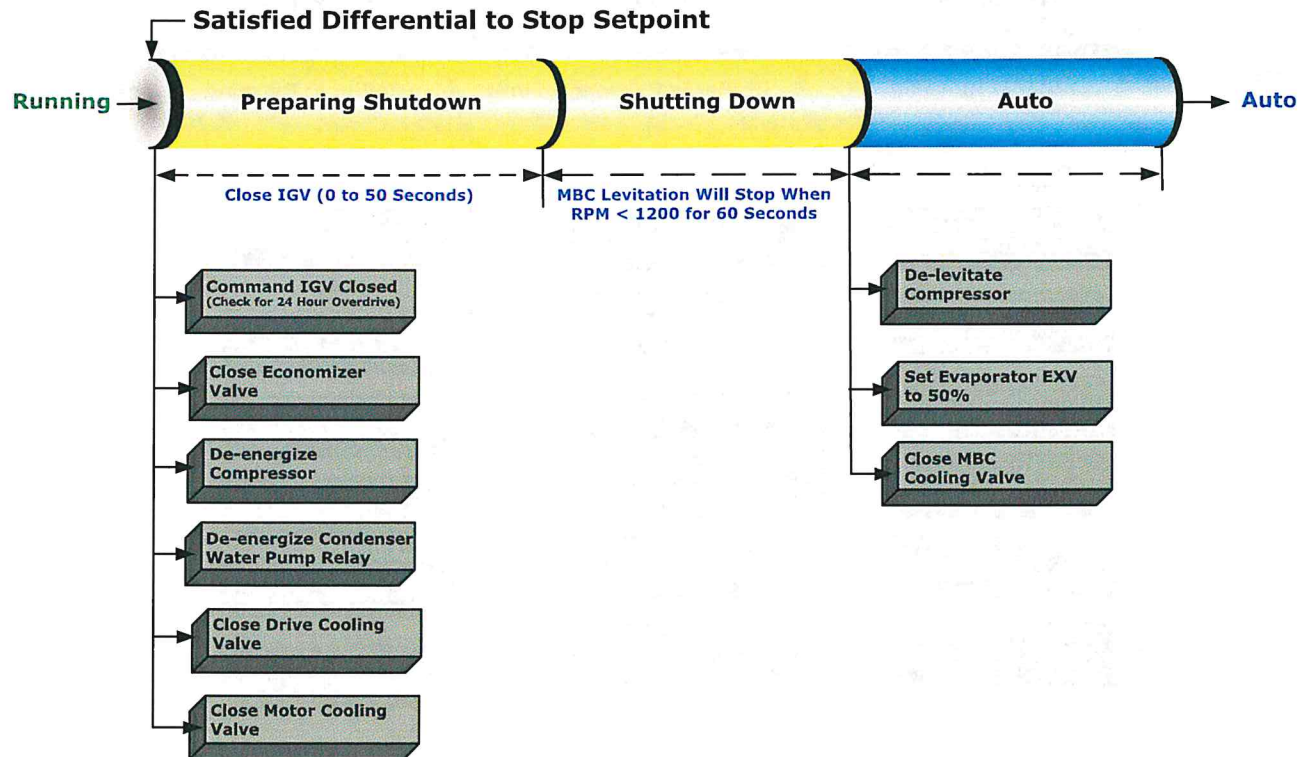 Satisfied Differential to Stop Setpoint
Running
Preparing Shutdown
Shutting Down
Auto
Auto
Close IGV (0 to 50 Seconds)
MBC Levitation Will Stop When
RPM < 1200 for 60 Seconds
Command IGV Closed
(Check for 24 Hour Overdrive)
Close Economizer
Valve
De-energize
Compressor
De-energize Condenser
Water Pump Relay
Close Drive Cooling
Valve
Close Motor Cooling
Valve
De-levitate
Compressor
Set Evaporator EXV
to 50%
Close MBC
Cooling Valve